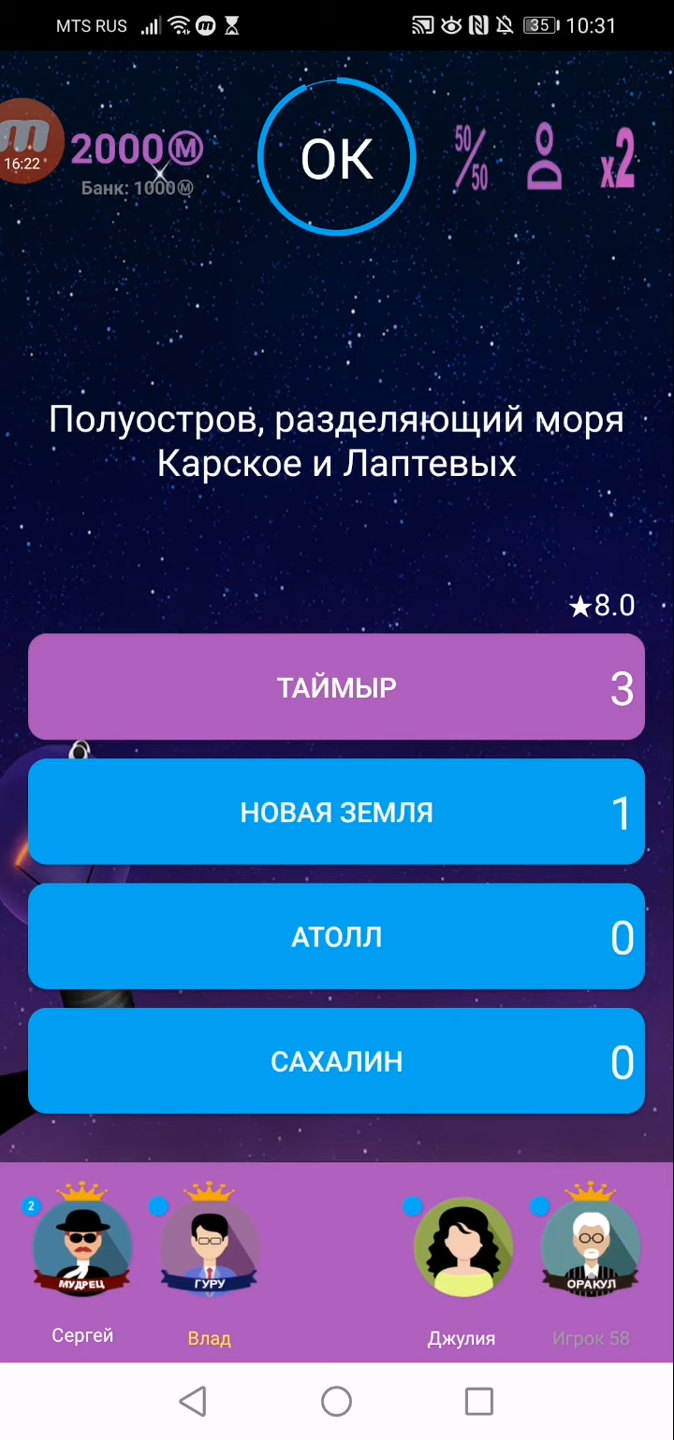 MTS RUS 35 10:31
m
16:22
2000Ⓜ
Банк: 1000Ⓜ
ОК
50/50
x2
Полуостров, разделяющий моря
Карское и Лаптевых
★8.0
ТАЙМЫР 3
НОВАЯ ЗЕМЛЯ 1
АТОЛЛ 0
САХАЛИН 0
2
МУДРЕЦ ГУРУ ОРАКУЛ
Сергей Влад Джулия Игрок 58